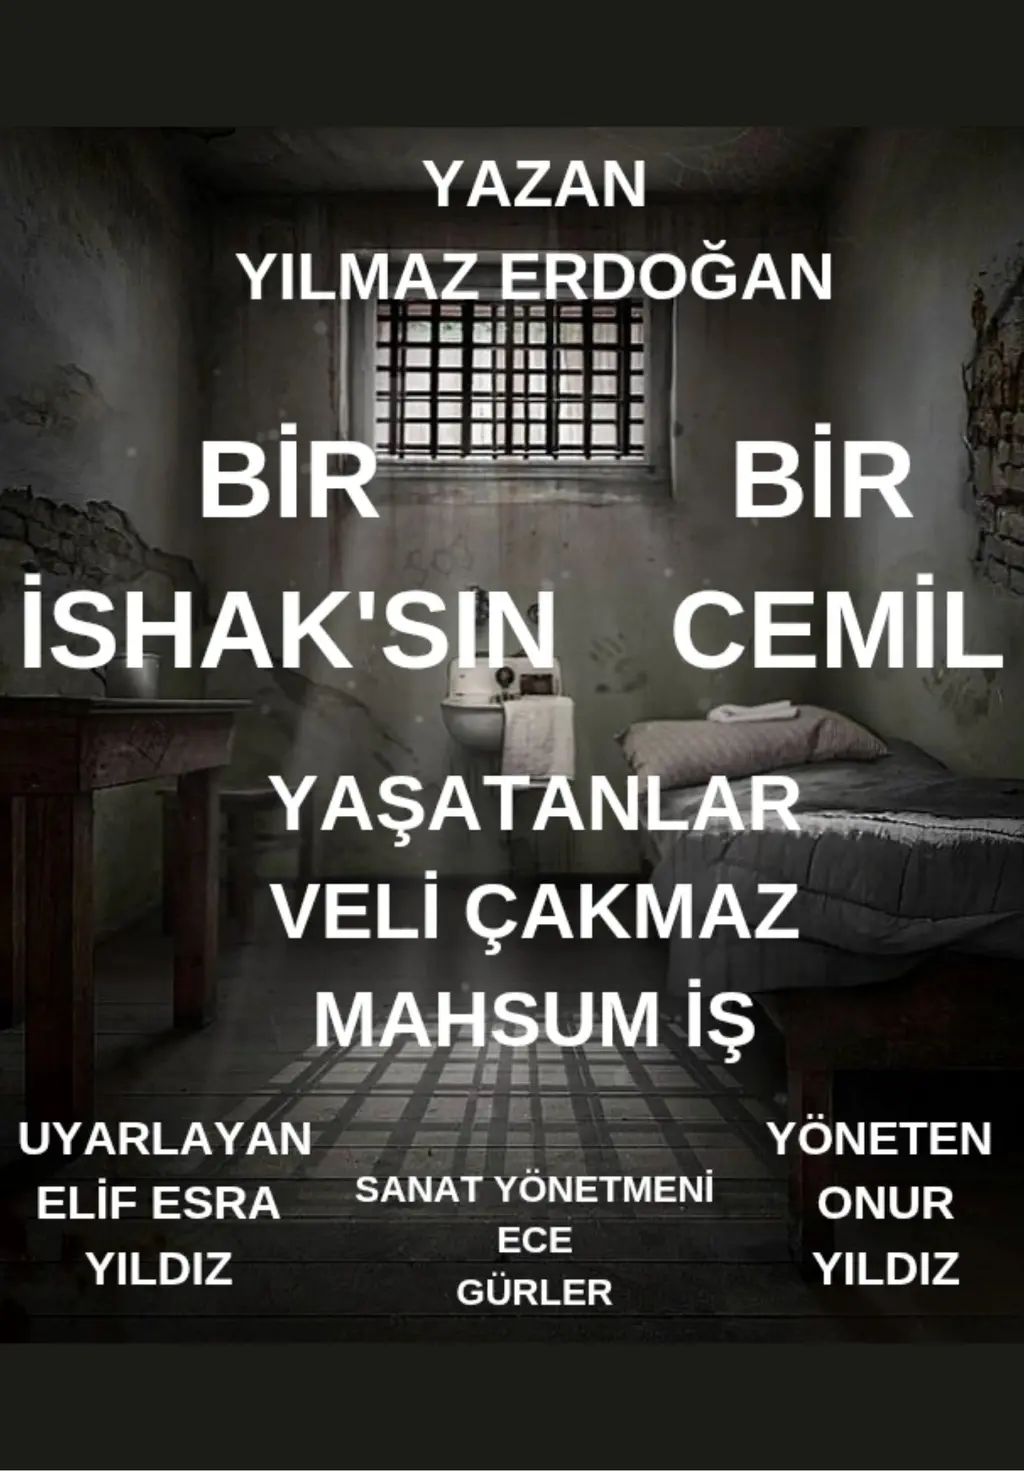 YAZAN
YILMAZ ERDOĞAN
BİR BİR
İSHAK'SIN CEMİL
YAŞATANLAR
VELİ ÇAKMAZ
MAHSUM İŞ
UYARLAYAN
ELİF ESRA
YILDIZ
SANAT YÖNETMENİ
ECE
GÜRLER
YÖNETEN
ONUR
YILDIZ